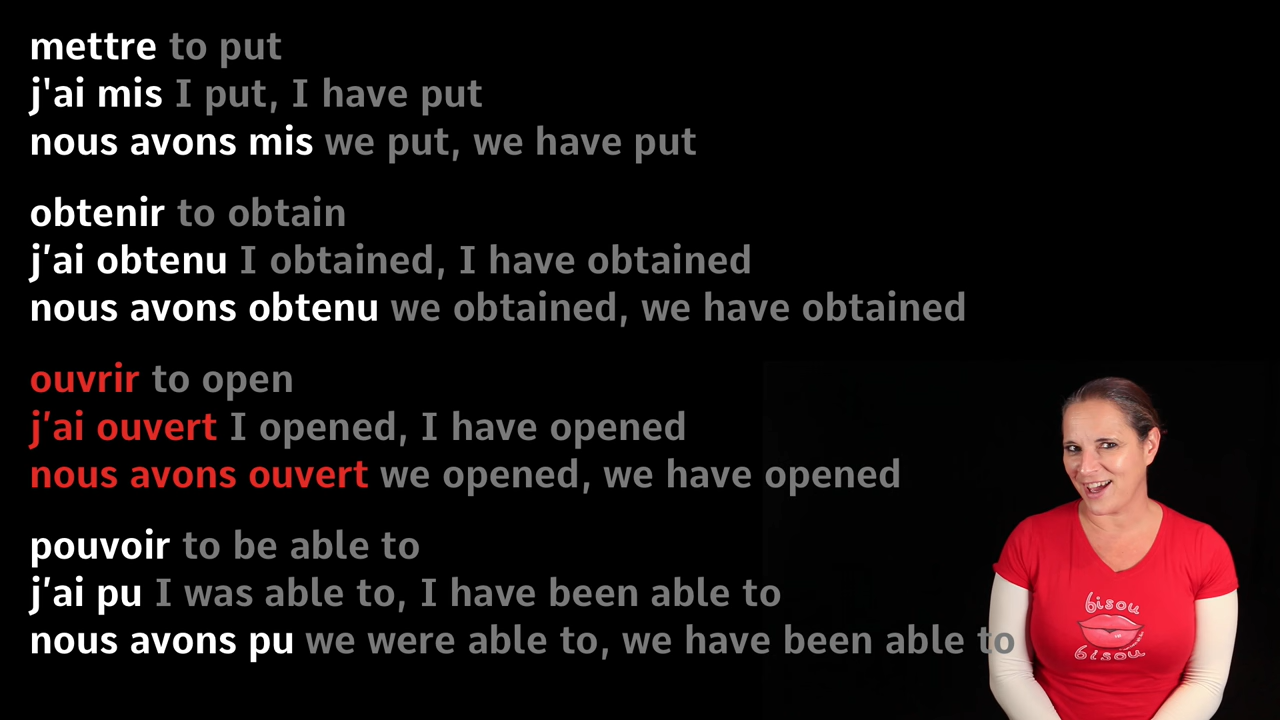 mettre to put
j'ai mis I put, I have put
nous avons mis we put, we have put
obtenir to obtain
j'ai obtenu I obtained, I have obtained
nous avons obtenu we obtained, we have obtained
ouvrir to open
j'ai ouvert I opened, I have opened
nous avons ouvert we opened, we have opened
pouvoir to be able to
j'ai pu I was able to, I have been able to
nous avons pu we were able to, we have been able to
bisou
bisou